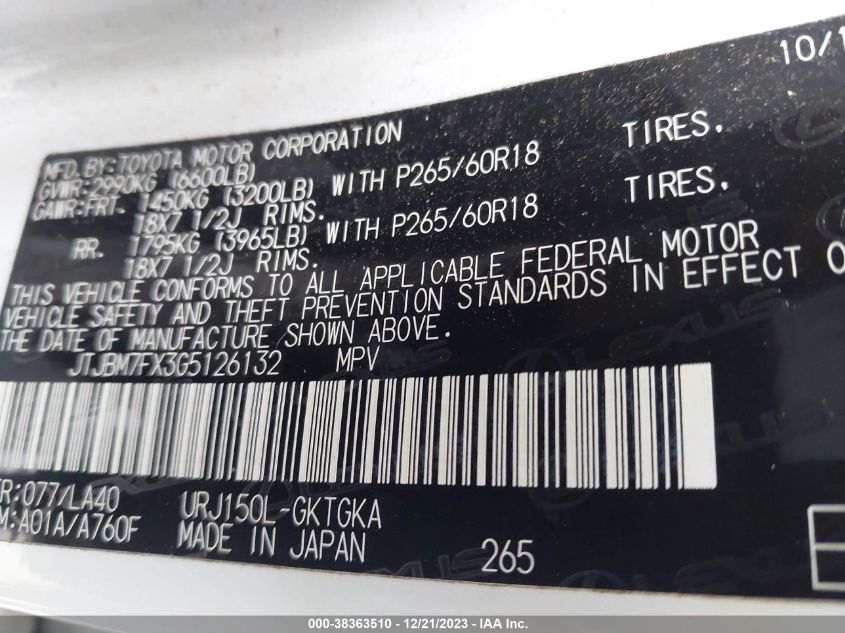 10/1
MFD. BY: TOYOTA MOTOR CORPORATION
GVWR: 2990KG (6600LB)
GAWR: FRT. 1450KG (3200LB) WITH P265/60R18 TIRES.
18X7 1/2J RIMS.
RR. 1795KG (3965LB) WITH P265/60R18 TIRES.
18X7 1/2J RIMS.
THIS VEHICLE CONFORMS TO ALL APPLICABLE FEDERAL MOTOR
VEHICLE SAFETY AND THEFT PREVENTION STANDARDS IN EFFECT O
THE DATE OF MANUFACTURE SHOWN ABOVE.
JTJBM7FX3G5126132 MPV
R: 077/LA40 URJ150L-GKTGKA
M: A01A/A760F MADE IN JAPAN 265
LEXUS
000-38363510 - 12/21/2023 - IAA Inc.